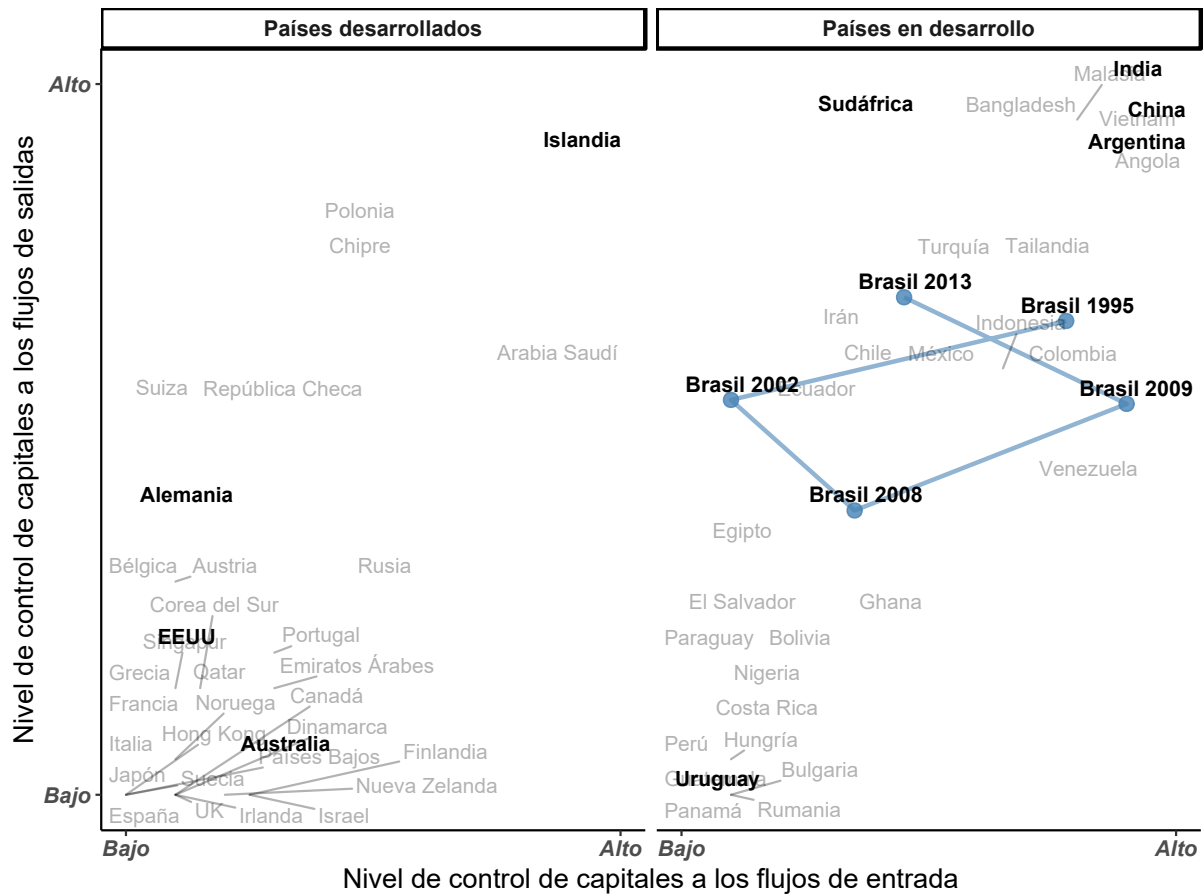 Países desarrollados
Países en desarrollo
Nivel de control de capitales a los flujos de salidas
Alto
Bajo
Islandia
Polonia
Chipre
Arabia Saudí
Suiza
República Checa
Alemania
Bélgica
Austria
Rusia
Corea del Sur
EEUU
Singapur
Portugal
Grecia
Qatar
Emiratos Árabes
Francia
Noruega
Canadá
Hong Kong
Dinamarca
Italia
Australia
Países Bajos
Finlandia
Japón
Suecia
Nueva Zelanda
España
UK
Irlanda
Israel
India
Malasia
Sudáfrica
Bangladesh
China
Vietnam
Argentina
Angola
Turquía
Tailandia
Brasil 2013
Brasil 1995
Irán
Indonesia
Chile
México
Colombia
Brasil 2002
Ecuador
Brasil 2009
Venezuela
Brasil 2008
Egipto
El Salvador
Ghana
Paraguay
Bolivia
Nigeria
Costa Rica
Perú
Hungría
Guatemala
Uruguay
Bulgaria
Panamá
Rumania
Bajo
Alto
Bajo
Alto
Nivel de control de capitales a los flujos de entrada